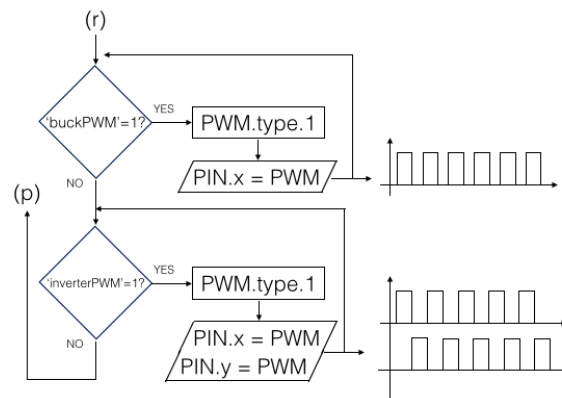 (r)
'buckPWM'=1?
YES
PWM.type.1
PIN.x = PWM
NO
(p)
'inverterPWM'=1?
YES
PWM.type.1
PIN.x = PWM
PIN.y = PWM
NO